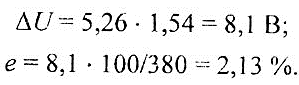 ΔU = 5,26 · 1,54 = 8,1 В;
e = 8,1 · 100/380 = 2,13 %.